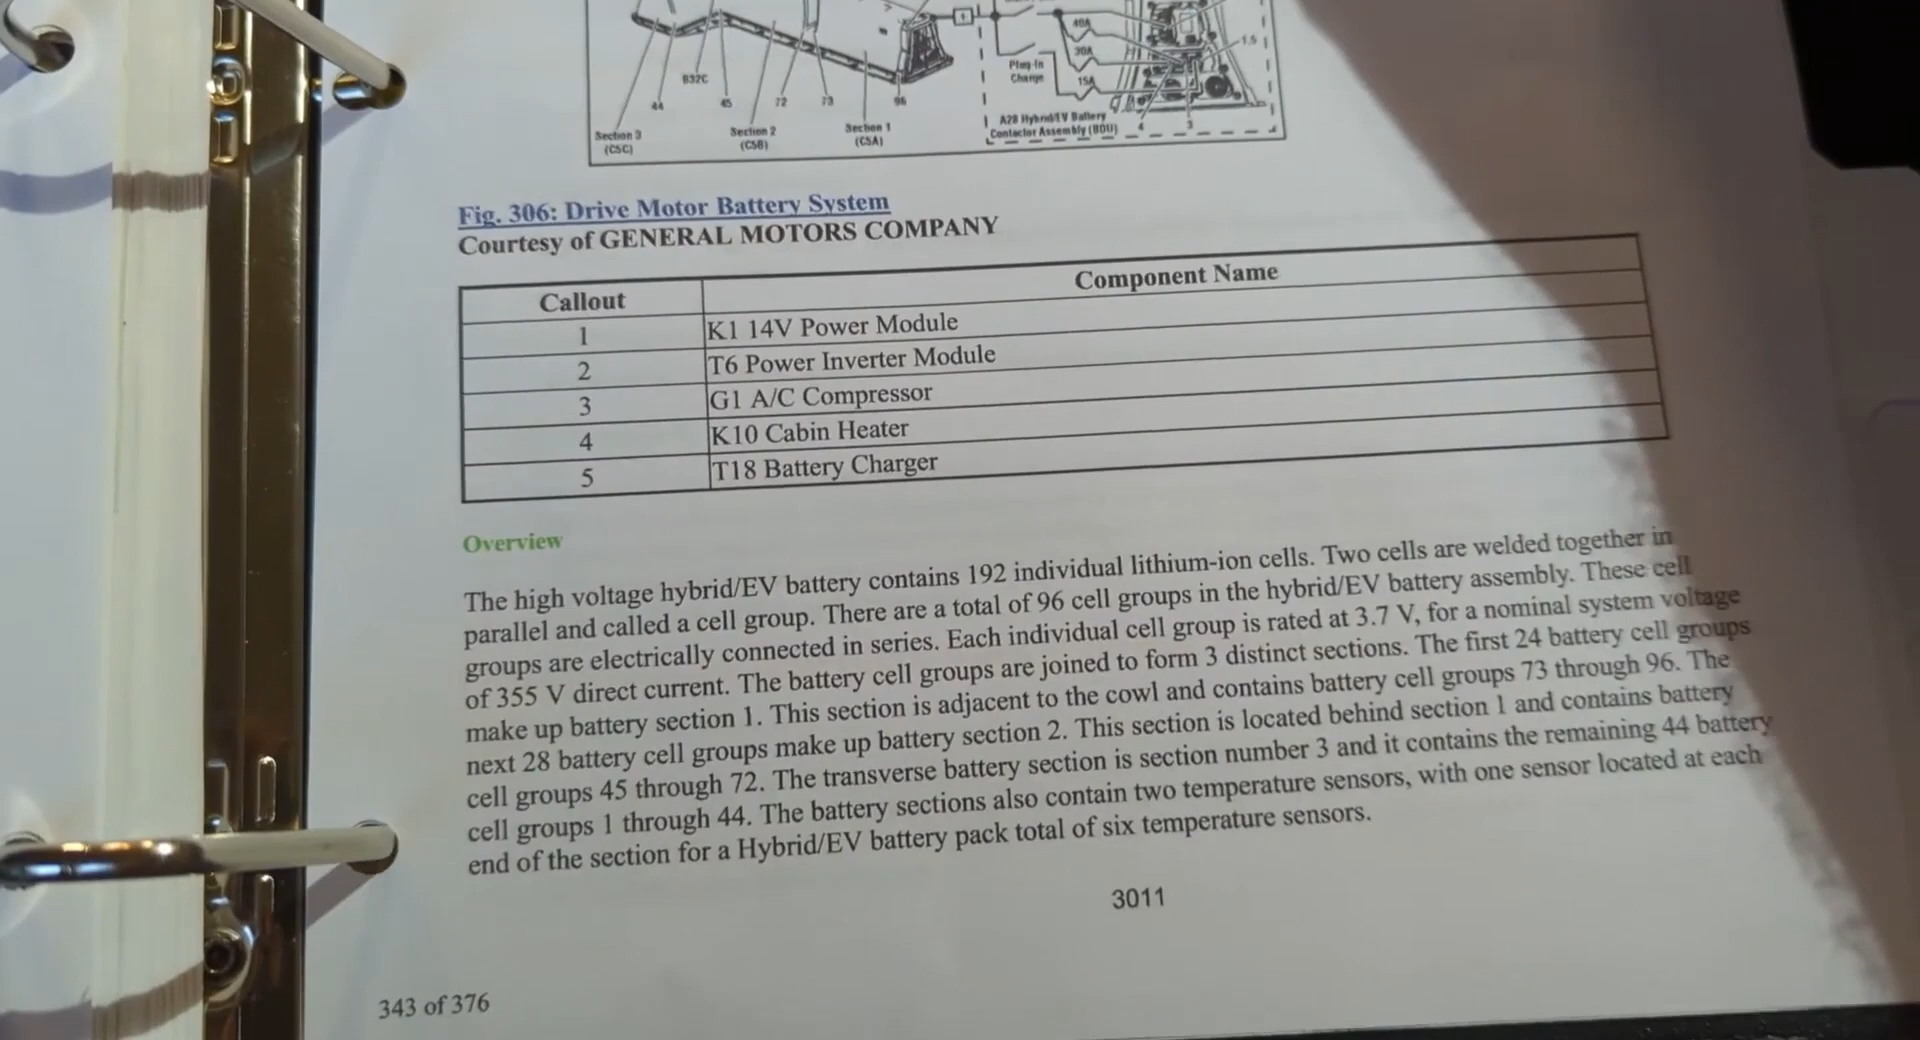 40A
1,5
30A
Plug-In
Charge
15A
B32C
44
45
72
73
96
4
3
Section 3
(C5C)
Section 2
(C5B)
Section 1
(C5A)
A28 Hybrid/EV Battery
Contactor Assembly (BDU)
Fig. 306: Drive Motor Battery System
Courtesy of GENERAL MOTORS COMPANY
Callout Component Name
1 K1 14V Power Module
2 T6 Power Inverter Module
3 G1 A/C Compressor
4 K10 Cabin Heater
5 T18 Battery Charger
Overview
The high voltage hybrid/EV battery contains 192 individual lithium-ion cells. Two cells are welded together in
parallel and called a cell group. There are a total of 96 cell groups in the hybrid/EV battery assembly. These cell
groups are electrically connected in series. Each individual cell group is rated at 3.7 V, for a nominal system voltage
of 355 V direct current. The battery cell groups are joined to form 3 distinct sections. The first 24 battery cell groups
make up battery section 1. This section is adjacent to the cowl and contains battery cell groups 73 through 96. The
next 28 battery cell groups make up battery section 2. This section is located behind section 1 and contains battery
cell groups 45 through 72. The transverse battery section is section number 3 and it contains the remaining 44 battery
cell groups 1 through 44. The battery sections also contain two temperature sensors, with one sensor located at each
end of the section for a Hybrid/EV battery pack total of six temperature sensors.
3011
343 of 376